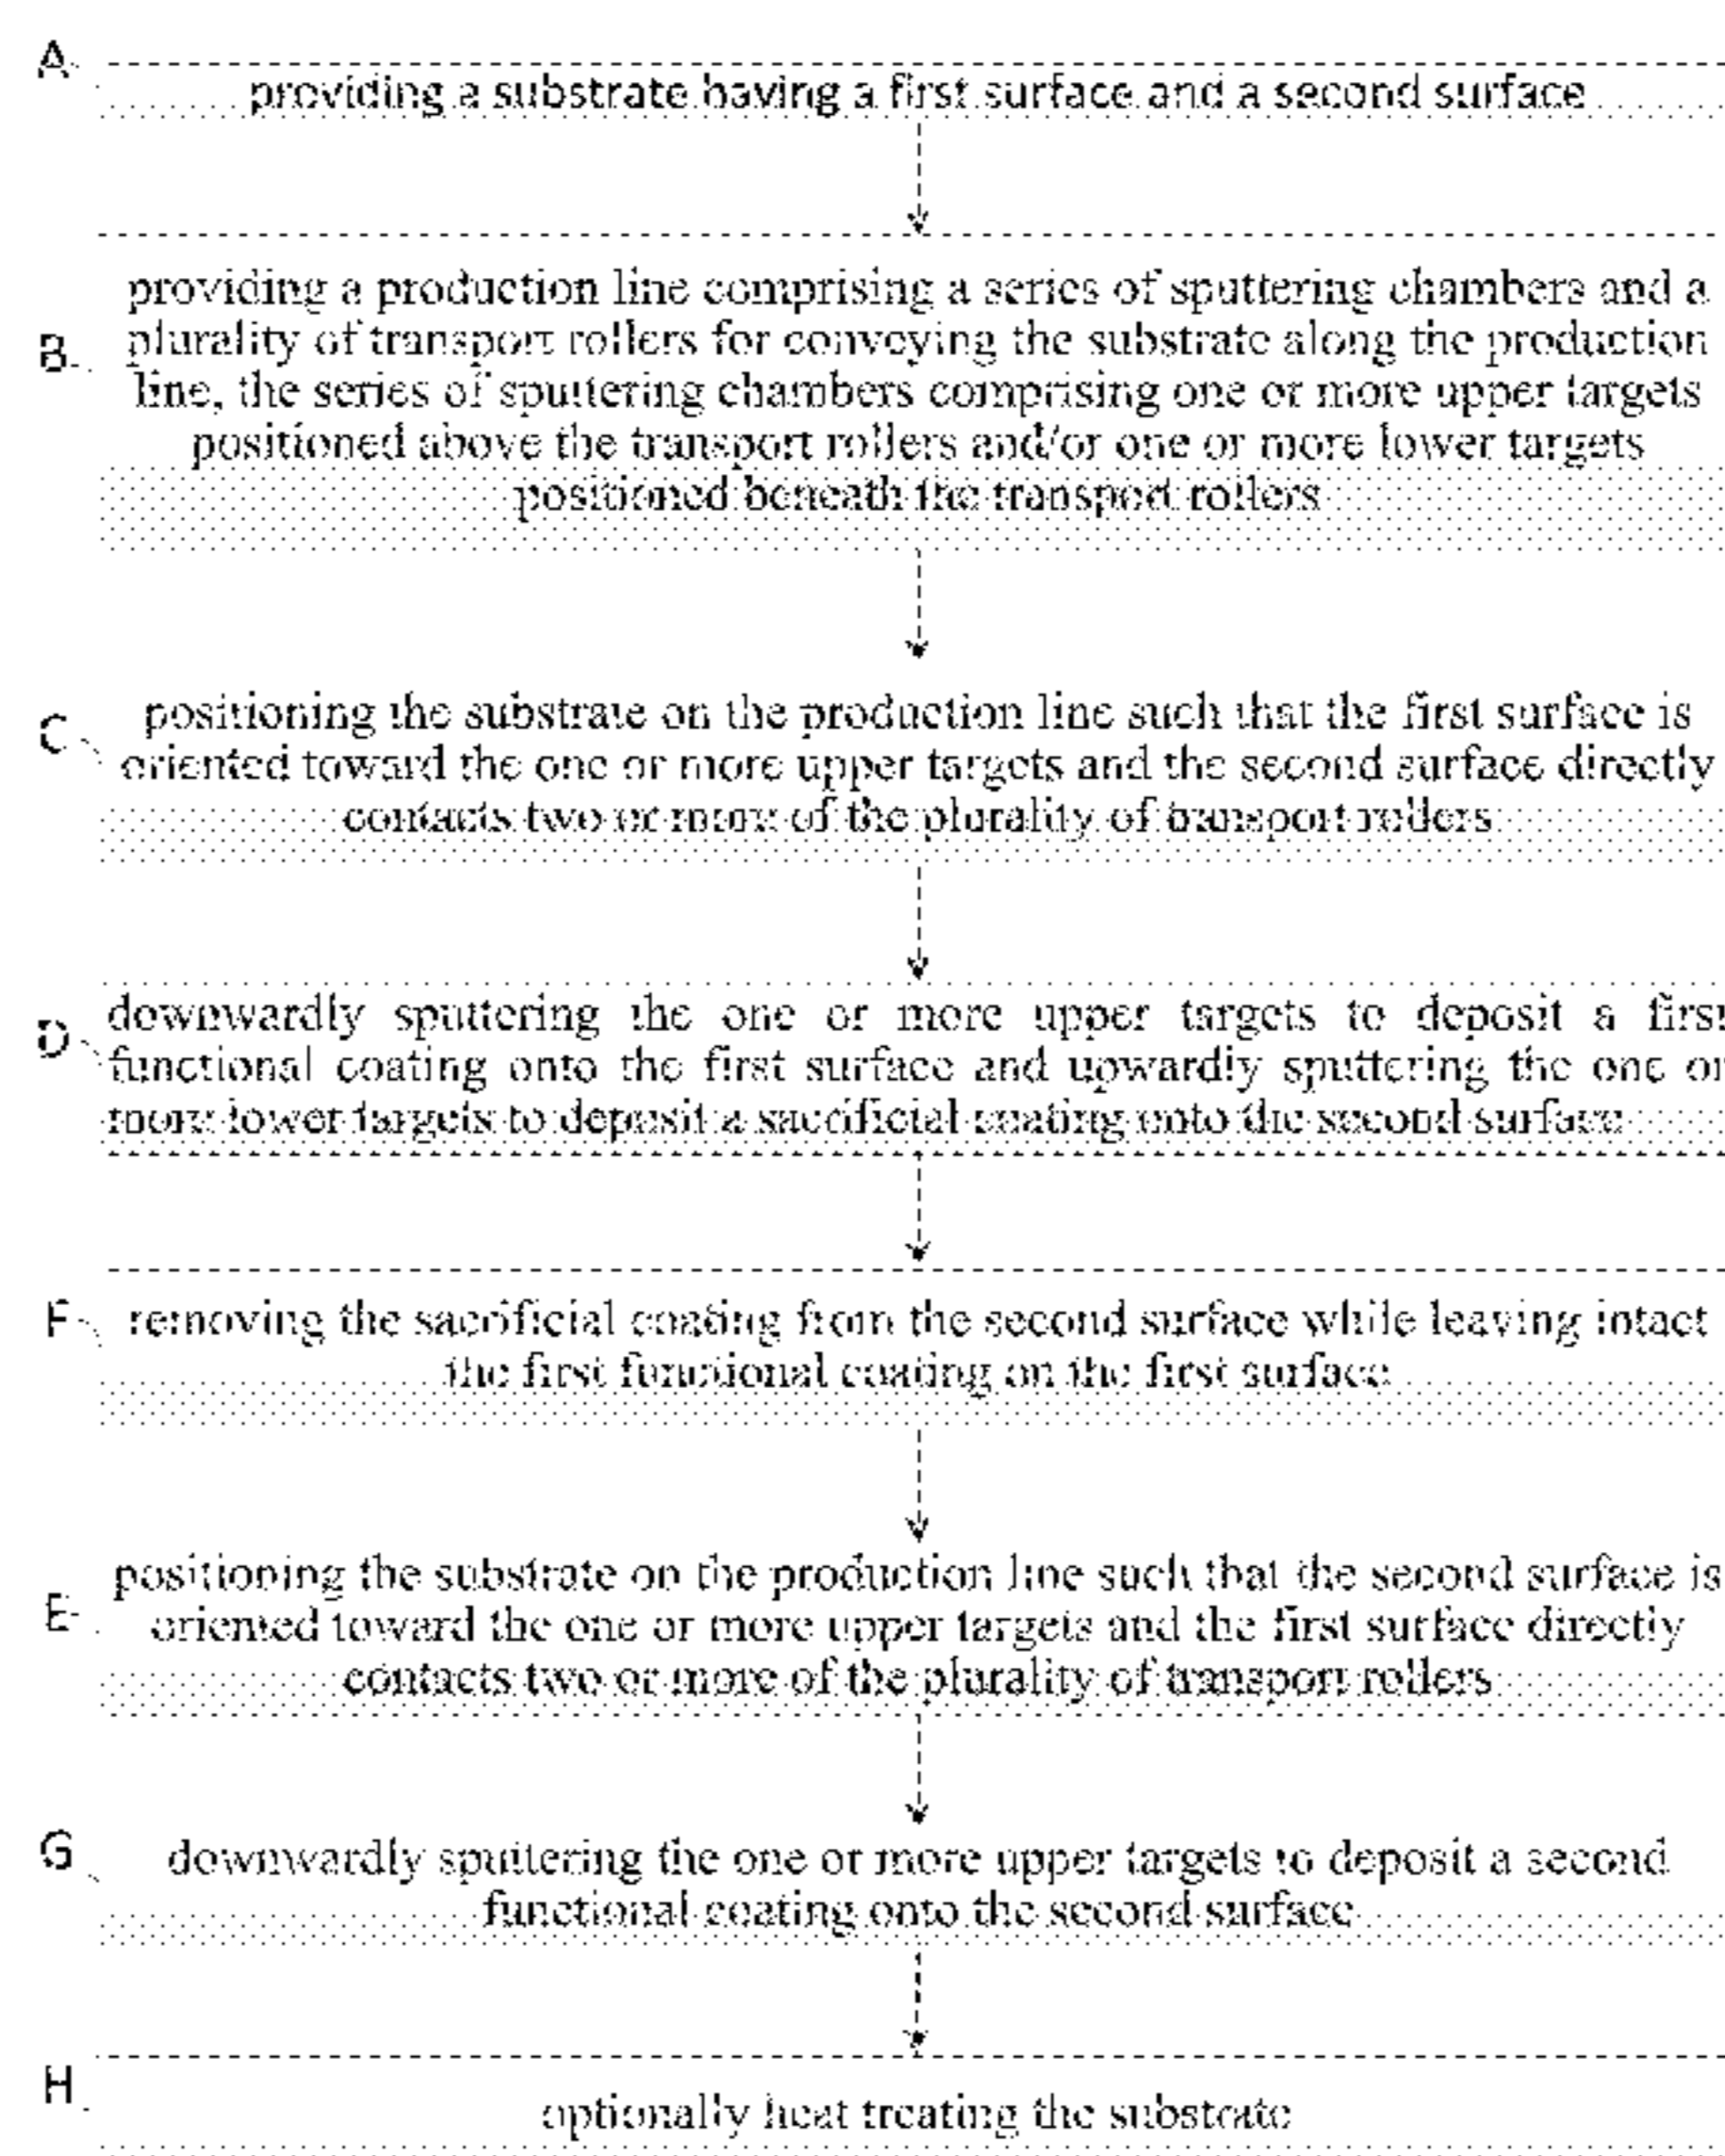 A providing a substrate having a first surface and a second surface
providing a production line comprising a series of sputtering chambers and a
B plurality of transport rollers for conveying the substrate along the production
line, the series of sputtering chambers comprising one or more upper targets
positioned above the transport rollers and/or one or more lower targets
positioned beneath the transport rollers
C positioning the substrate on the production line such that the first surface is
oriented toward the one or more upper targets and the second surface directly
contacts two or more of the plurality of transport rollers
D downwardly sputtering the one or more upper targets to deposit a first
functional coating onto the first surface and upwardly sputtering the one or
more lower targets to deposit a sacrificial coating onto the second surface
F removing the sacrificial coating from the second surface while leaving intact
the first functional coating on the first surface
positioning the substrate on the production line such that the second surface is
E oriented toward the one or more upper targets and the first surface directly
contacts two or more of the plurality of transport rollers
G downwardly sputtering the one or more upper targets to deposit a second
functional coating onto the second surface
H optionally heat treating the substrate